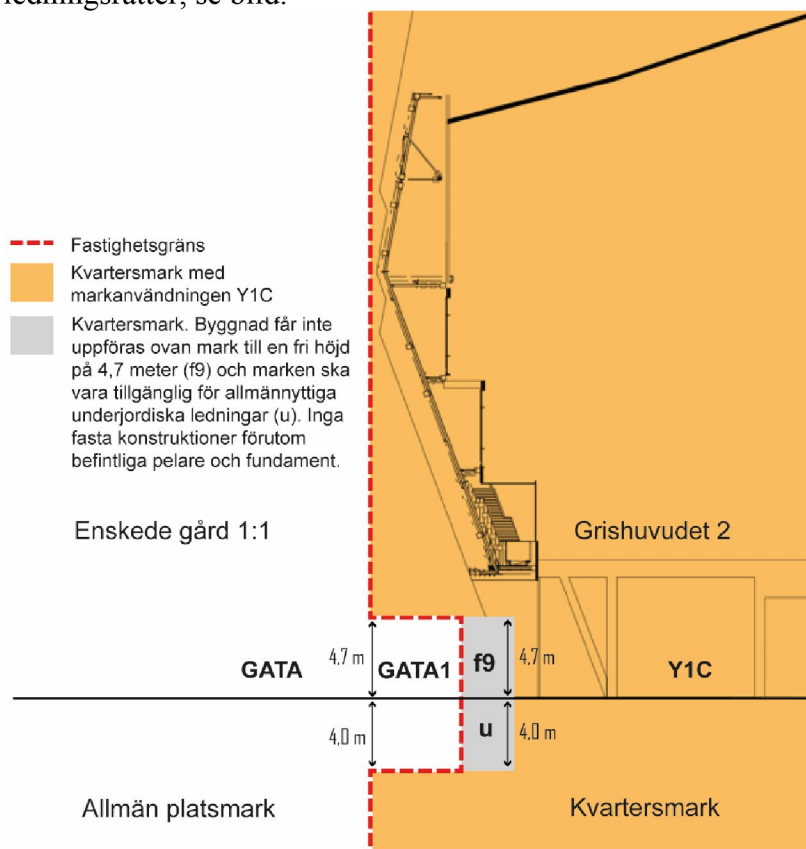 ledningsrätter, se bild.
Fastighetsgräns
Kvartersmark med
markanvändningen Y1C
Kvartersmark. Byggnad får inte
uppföras ovan mark till en fri höjd
på 4,7 meter (f9) och marken ska
vara tillgänglig för allmännyttiga
underjordiska ledningar (u). Inga
fasta konstruktioner förutom
befintliga pelare och fundament.
Enskede gård 1:1
Grishuvudet 2
GATA
4,7 m
GATA1
f9
4,7 m
Y1C
4,0 m
u
4,0 m
Allmän platsmark
Kvartersmark